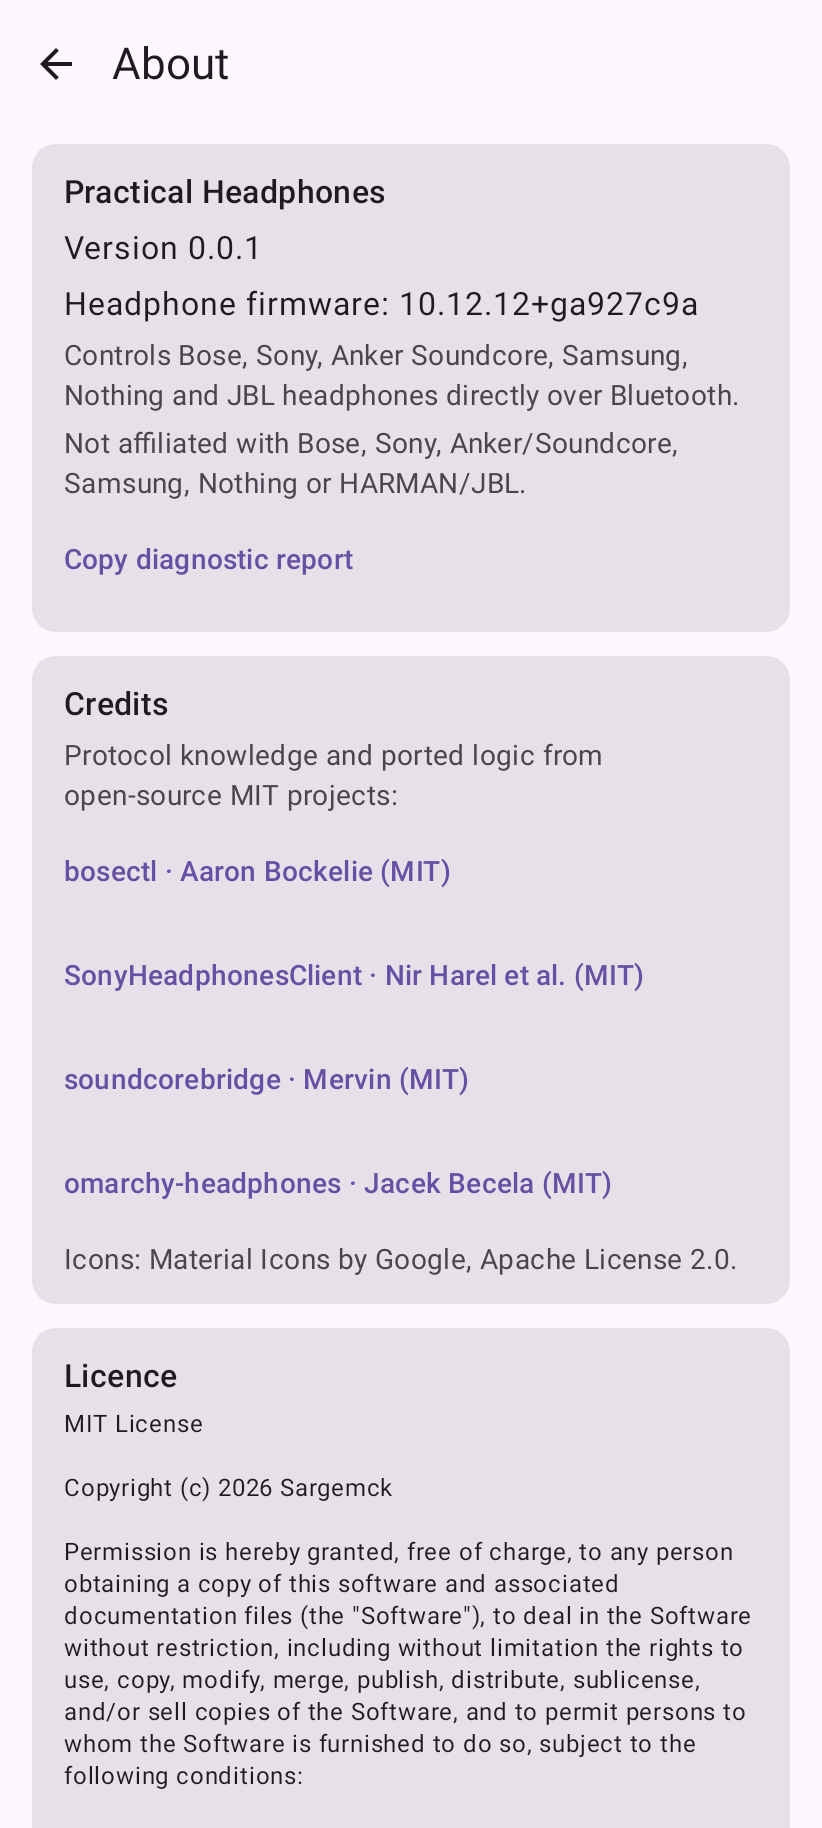 About
Practical Headphones
Version 0.0.1
Headphone firmware: 10.12.12+ga927c9a
Controls Bose, Sony, Anker Soundcore, Samsung,
Nothing and JBL headphones directly over Bluetooth.
Not affiliated with Bose, Sony, Anker/Soundcore,
Samsung, Nothing or HARMAN/JBL.
Copy diagnostic report
Credits
Protocol knowledge and ported logic from
open-source MIT projects:
bosectl · Aaron Bockelie (MIT)
SonyHeadphonesClient · Nir Harel et al. (MIT)
soundcorebridge · Mervin (MIT)
omarchy-headphones · Jacek Becela (MIT)
Icons: Material Icons by Google, Apache License 2.0.
Licence
MIT License
Copyright (c) 2026 Sargemck
Permission is hereby granted, free of charge, to any person
obtaining a copy of this software and associated
documentation files (the "Software"), to deal in the Software
without restriction, including without limitation the rights to
use, copy, modify, merge, publish, distribute, sublicense,
and/or sell copies of the Software, and to permit persons to
whom the Software is furnished to do so, subject to the
following conditions: